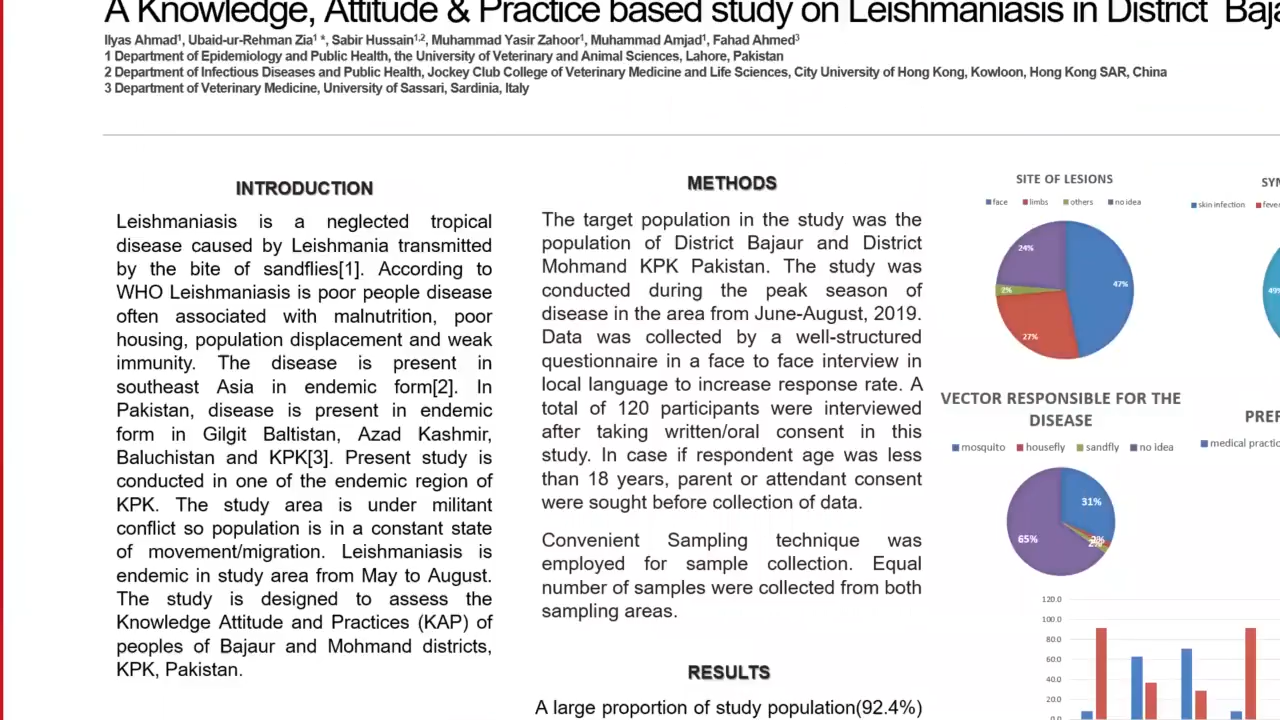 A Knowledge, Attitude & Practice based study on Leishmaniasis in District Baja
Ilyas Ahmad1, Ubaid-ur-Rehman Zia1 *, Sabir Hussain1,2, Muhammad Yasir Zahoor1, Muhammad Amjad1, Fahad Ahmed3
1 Department of Epidemiology and Public Health, the University of Veterinary and Animal Sciences, Lahore, Pakistan
2 Department of Infectious Diseases and Public Health, Jockey Club College of Veterinary Medicine and Life Sciences, City University of Hong Kong, Kowloon, Hong Kong SAR, China
3 Department of Veterinary Medicine, University of Sassari, Sardinia, Italy
INTRODUCTION
Leishmaniasis is a neglected tropical
disease caused by Leishmania transmitted
by the bite of sandflies[1]. According to
WHO Leishmaniasis is poor people disease
often associated with malnutrition, poor
housing, population displacement and weak
immunity. The disease is present in
southeast Asia in endemic form[2]. In
Pakistan, disease is present in endemic
form in Gilgit Baltistan, Azad Kashmir,
Baluchistan and KPK[3]. Present study is
conducted in one of the endemic region of
KPK. The study area is under militant
conflict so population is in a constant state
of movement/migration. Leishmaniasis is
endemic in study area from May to August.
The study is designed to assess the
Knowledge Attitude and Practices (KAP) of
peoples of Bajaur and Mohmand districts,
KPK, Pakistan.
METHODS
The target population in the study was the
population of District Bajaur and District
Mohmand KPK Pakistan. The study was
conducted during the peak season of
disease in the area from June-August, 2019.
Data was collected by a well-structured
questionnaire in a face to face interview in
local language to increase response rate. A
total of 120 participants were interviewed
after taking written/oral consent in this
study. In case if respondent age was less
than 18 years, parent or attendant consent
were sought before collection of data.
Convenient Sampling technique was
employed for sample collection. Equal
number of samples were collected from both
sampling areas.
RESULTS
A large proportion of study population(92.4%)
SITE OF LESIONS
face limbs others no idea
24%
47%
2%
27%
SYM
skin infection feve
49%
VECTOR RESPONSIBLE FOR THE
DISEASE
mosquito housefly sandfly no idea
31%
65%
2%
2%
PREF
medical practic
120.0
100.0
80.0
60.0
40.0
20.0
0.0